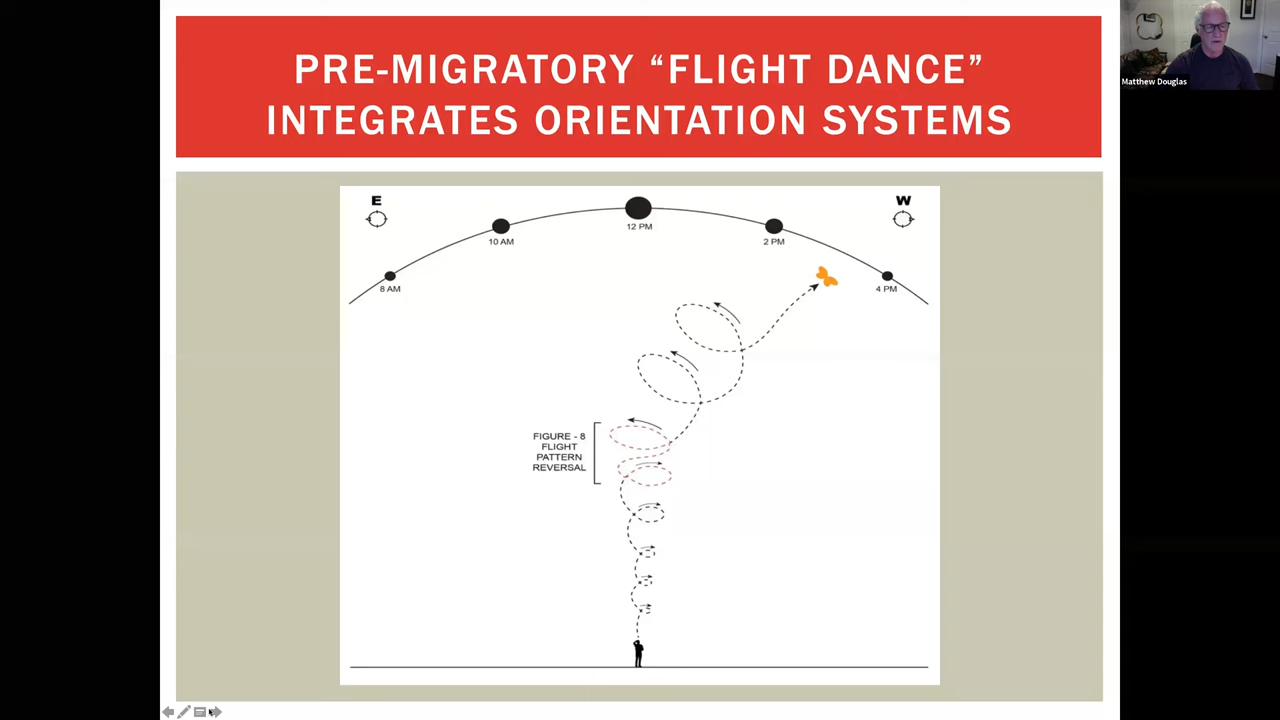 PRE-MIGRATORY “FLIGHT DANCE”
INTEGRATES ORIENTATION SYSTEMS
Matthew Douglas
E
W
12 PM
10 AM
2 PM
8 AM
4 PM
FIGURE - 8
FLIGHT
PATTERN
REVERSAL